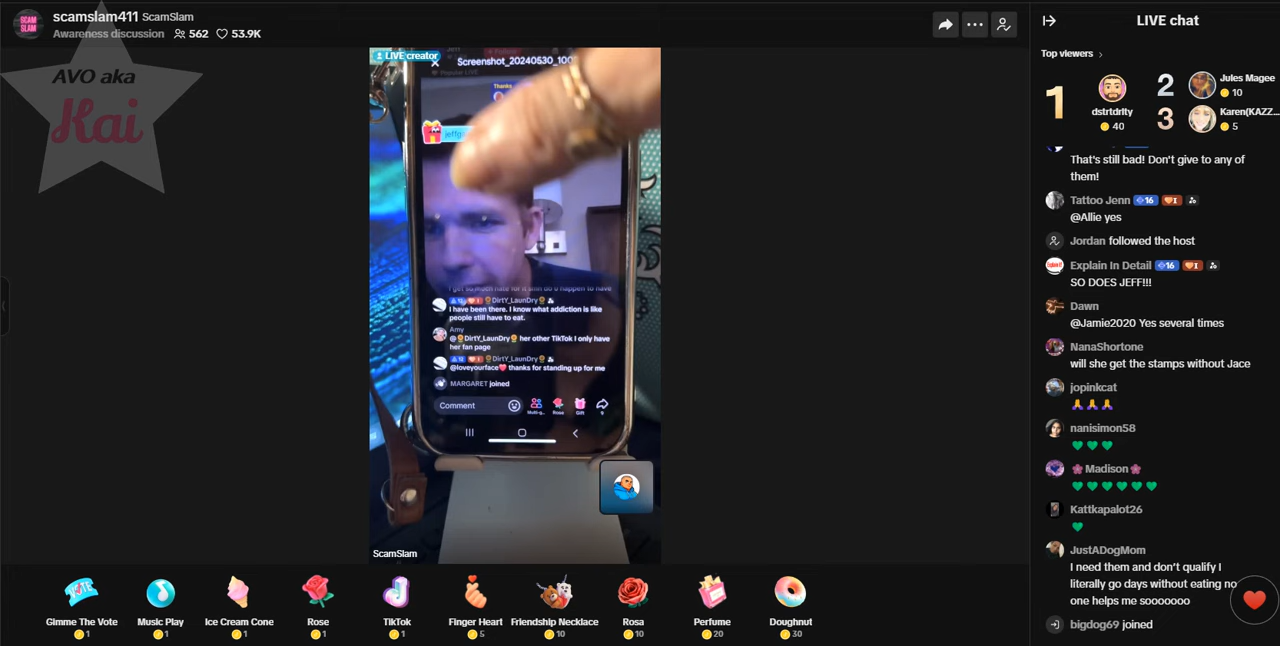 scamslam411 ScamSlam
Awareness discussion 562 53.9K
SCAM
SLAM
AVO aka
Kai
LIVE creator
Screenshot_20240530_100
Thanks
jeffg
I have been there. I know what addiction is like
people still have to eat.
DirtY_LaunDry
Amy
@DirtY_LaunDry her other TikTok I only have
her fan page
DirtY_LaunDry
@loveyourface thanks for standing up for me
MARGARET joined
Comment
Rose
Gift
9
ScamSlam
Gimme The Vote
1
Music Play
1
Ice Cream Cone
1
Rose
1
TikTok
1
Finger Heart
5
Friendship Necklace
10
Rosa
10
Perfume
20
Doughnut
30
LIVE chat
Top viewers
1
dstrtdrlty
40
2
Jules Magee
10
3
Karen(KAZZ...
5
That's still bad! Don't give to any of
them!
Tattoo Jenn 16 I
@Allie yes
Jordan followed the host
Explain In Detail 16 I
SO DOES JEFF!!!
Dawn
@Jamie2020 Yes several times
NanaShortone
will she get the stamps without Jace
jopinkcat
nanisimon58
Madison
Kattkapalot26
JustADogMom
I need them and don't qualify I
literally go days without eating no
one helps me sooooooo
bigdog69 joined